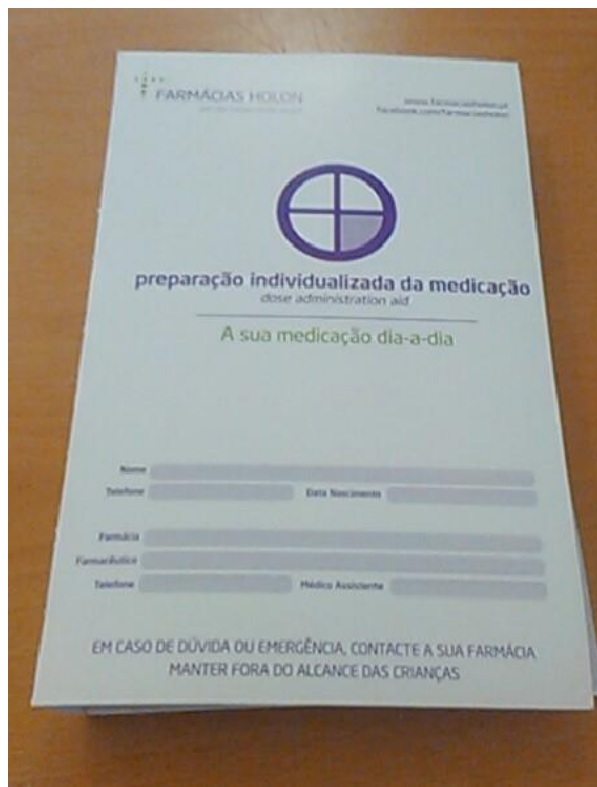 FARMÁCIAS HOLON
www.farmaciasholon.pt
facebook.com/farmaciasholon
preparação individualizada da medicação
dose administration aid
A sua medicação dia-a-dia
Nome
Telefone Data Nascimento
Farmácia
Farmacêutico
Telefone Médico Assistente
EM CASO DE DÚVIDA OU EMERGÊNCIA, CONTACTE A SUA FARMÁCIA
MANTER FORA DO ALCANCE DAS CRIANÇAS